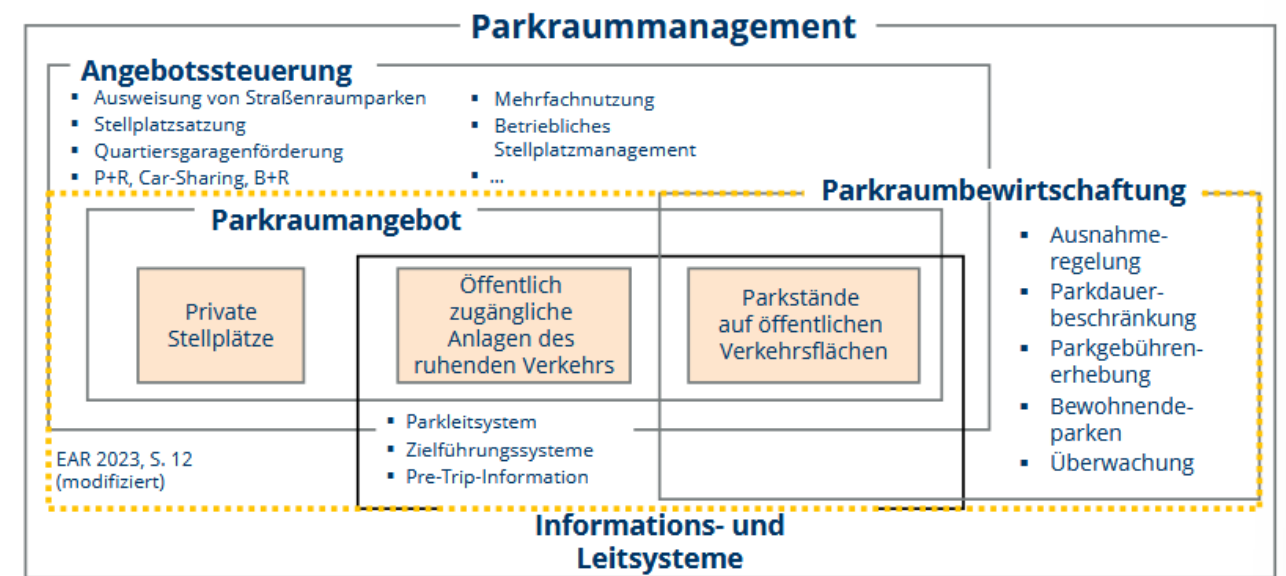 Parkraummanagement
Angebotssteuerung
▪ Ausweisung von Straßenraumparken
▪ Stellplatzsatzung
▪ Quartiersgaragenförderung
▪ P+R, Car-Sharing, B+R
▪ Mehrfachnutzung
▪ Betriebliches
Stellplatzmanagement
▪ ...
Parkraumbewirtschaftung
▪ Ausnahme-
regelung
▪ Parkdauer-
beschränkung
▪ Parkgebühren-
erhebung
▪ Bewohnende-
parken
▪ Überwachung
Parkraumangebot
Private
Stellplätze
Öffentlich
zugängliche
Anlagen des
ruhenden Verkehrs
Parkstände
auf öffentlichen
Verkehrsflächen
▪ Parkleitsystem
▪ Zielführungssysteme
▪ Pre-Trip-Information
EAR 2023, S. 12
(modifiziert)
Informations- und
Leitsysteme